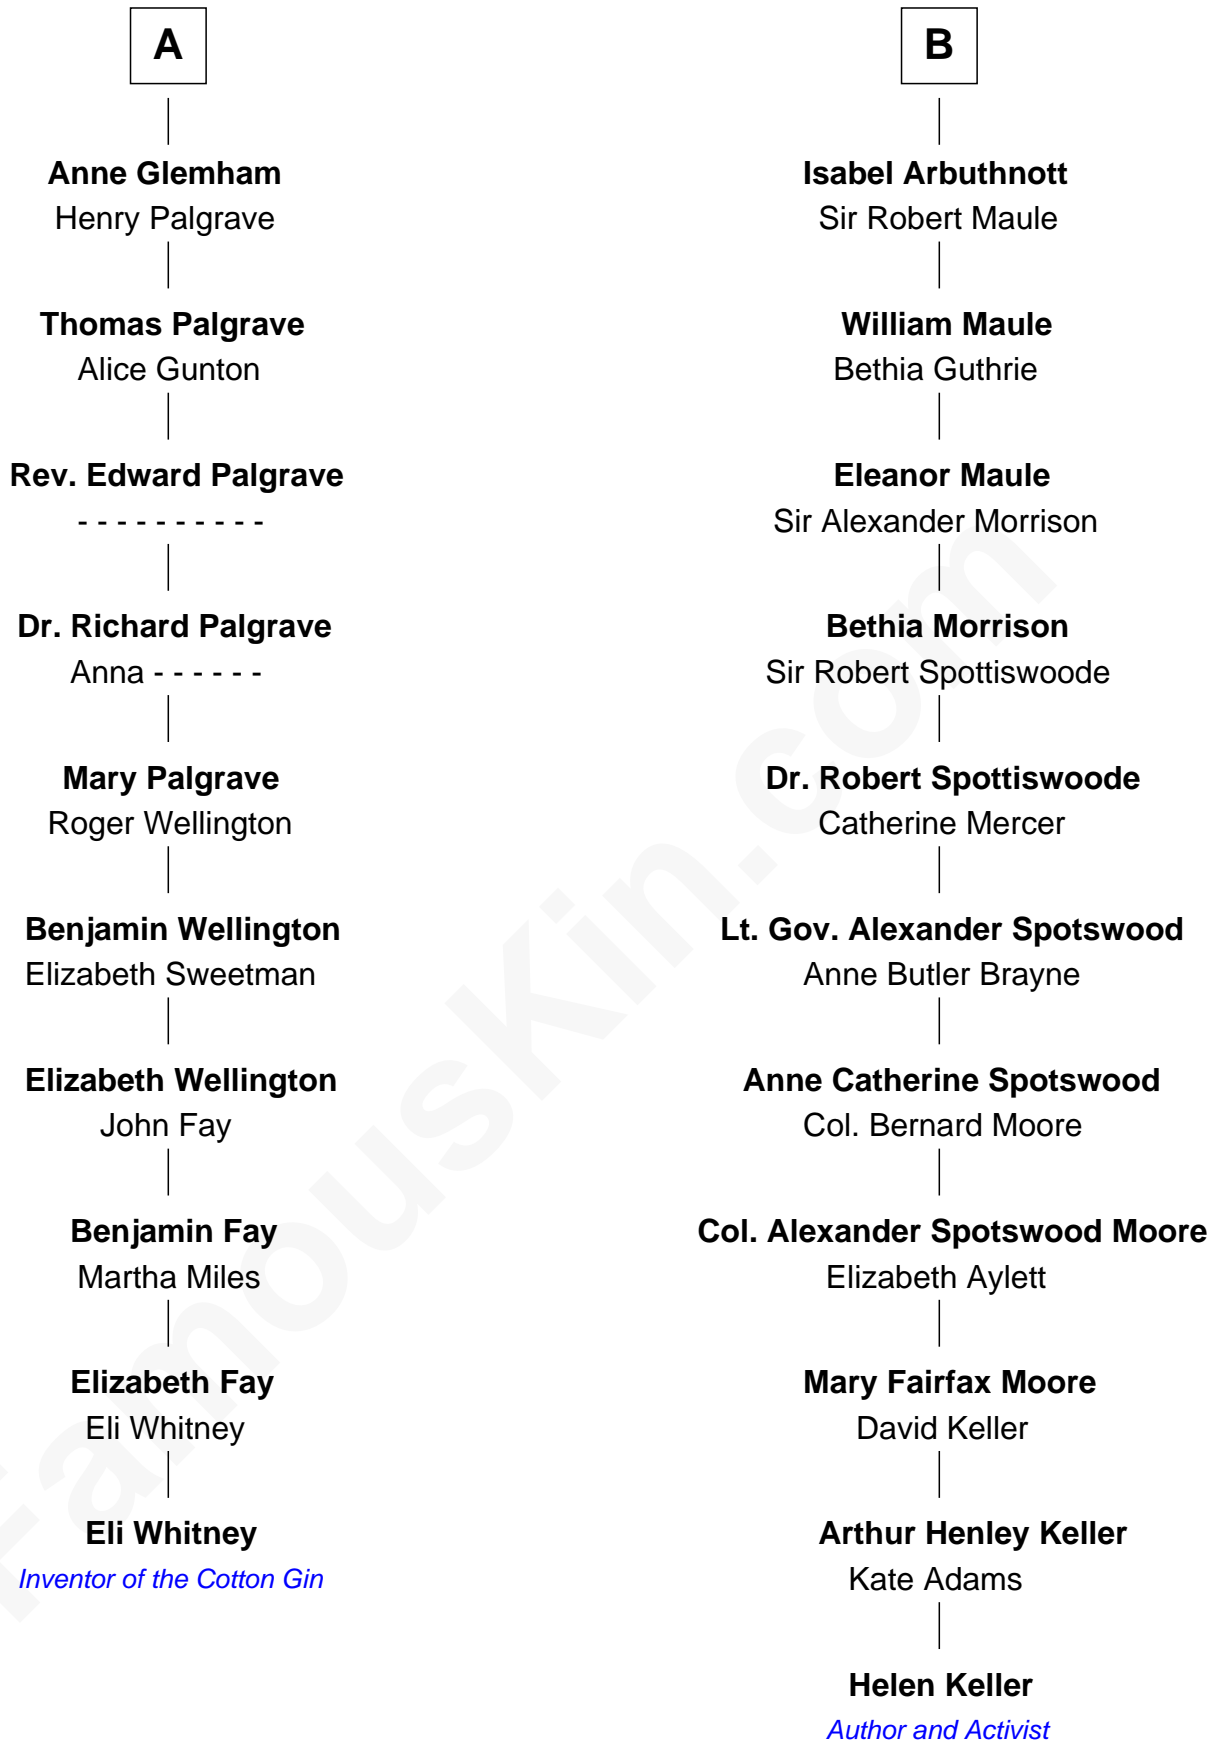 A
Anne Glemham
Henry Palgrave
Thomas Palgrave
Alice Gunton
Rev. Edward Palgrave
- - - - - - - - - -
Dr. Richard Palgrave
Anna - - - - - -
Mary Palgrave
Roger Wellington
Benjamin Wellington
Elizabeth Sweetman
Elizabeth Wellington
John Fay
Benjamin Fay
Martha Miles
Elizabeth Fay
Eli Whitney
Eli Whitney
Inventor of the Cotton Gin
B
Isabel Arbuthnott
Sir Robert Maule
William Maule
Bethia Guthrie
Eleanor Maule
Sir Alexander Morrison
Bethia Morrison
Sir Robert Spottiswoode
Dr. Robert Spottiswoode
Catherine Mercer
Lt. Gov. Alexander Spotswood
Anne Butler Brayne
Anne Catherine Spotswood
Col. Bernard Moore
Col. Alexander Spotswood Moore
Elizabeth Aylett
Mary Fairfax Moore
David Keller
Arthur Henley Keller
Kate Adams
Helen Keller
Author and Activist
FamousKin.com